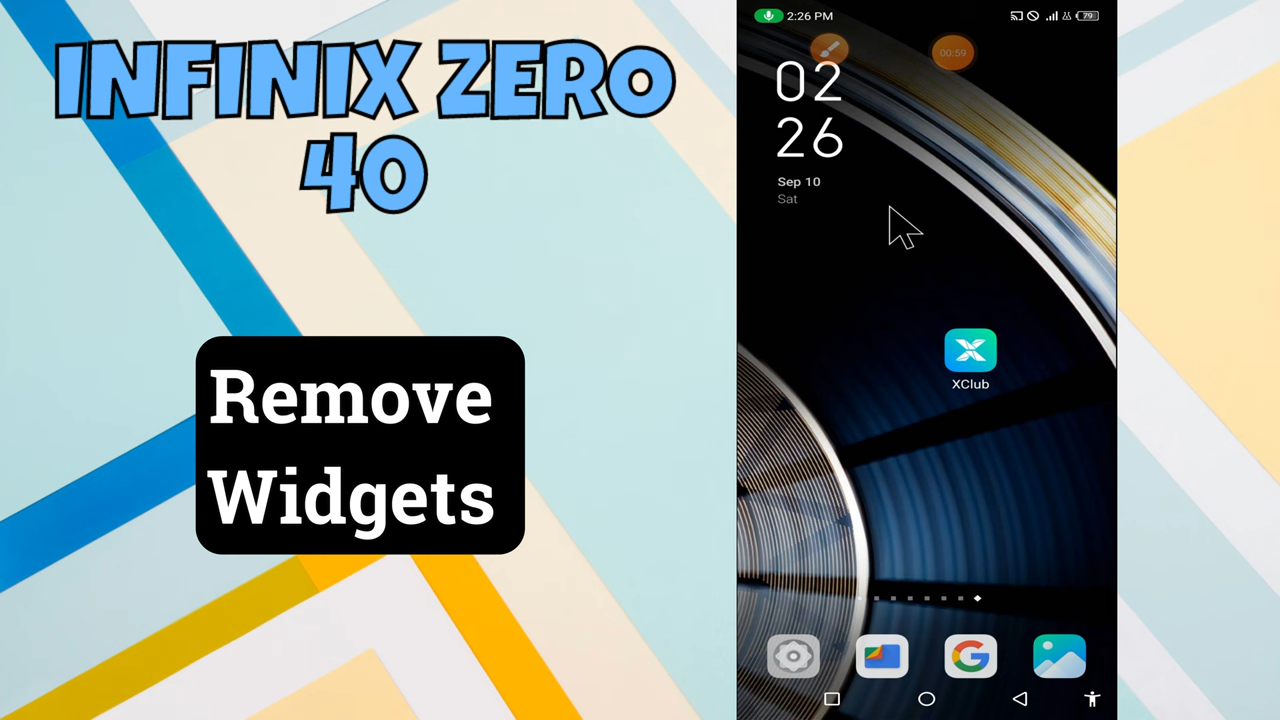 INFINIX ZERO
40
Remove
Widgets
2:26 PM
79
00:59
02
26
Sep 10
Sat
XClub